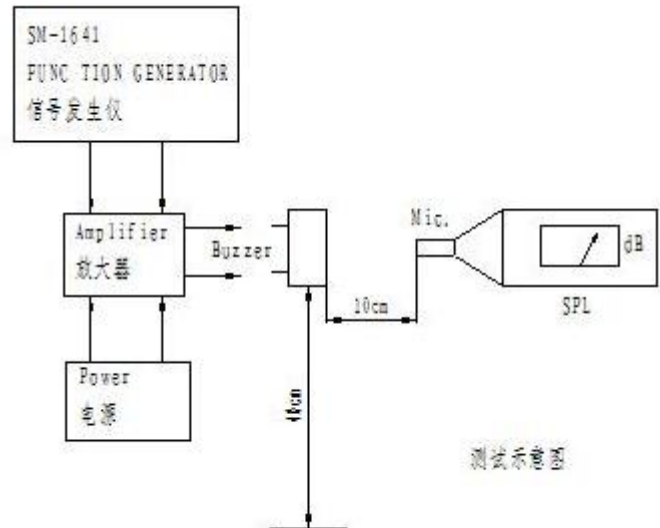 SM-1641
FUNC TION GENERATOR
信号发生仪
Amplifier
放大器
Buzzer
Mic.
dB
SPL
10cm
Power
电源
40cm
测试示意图